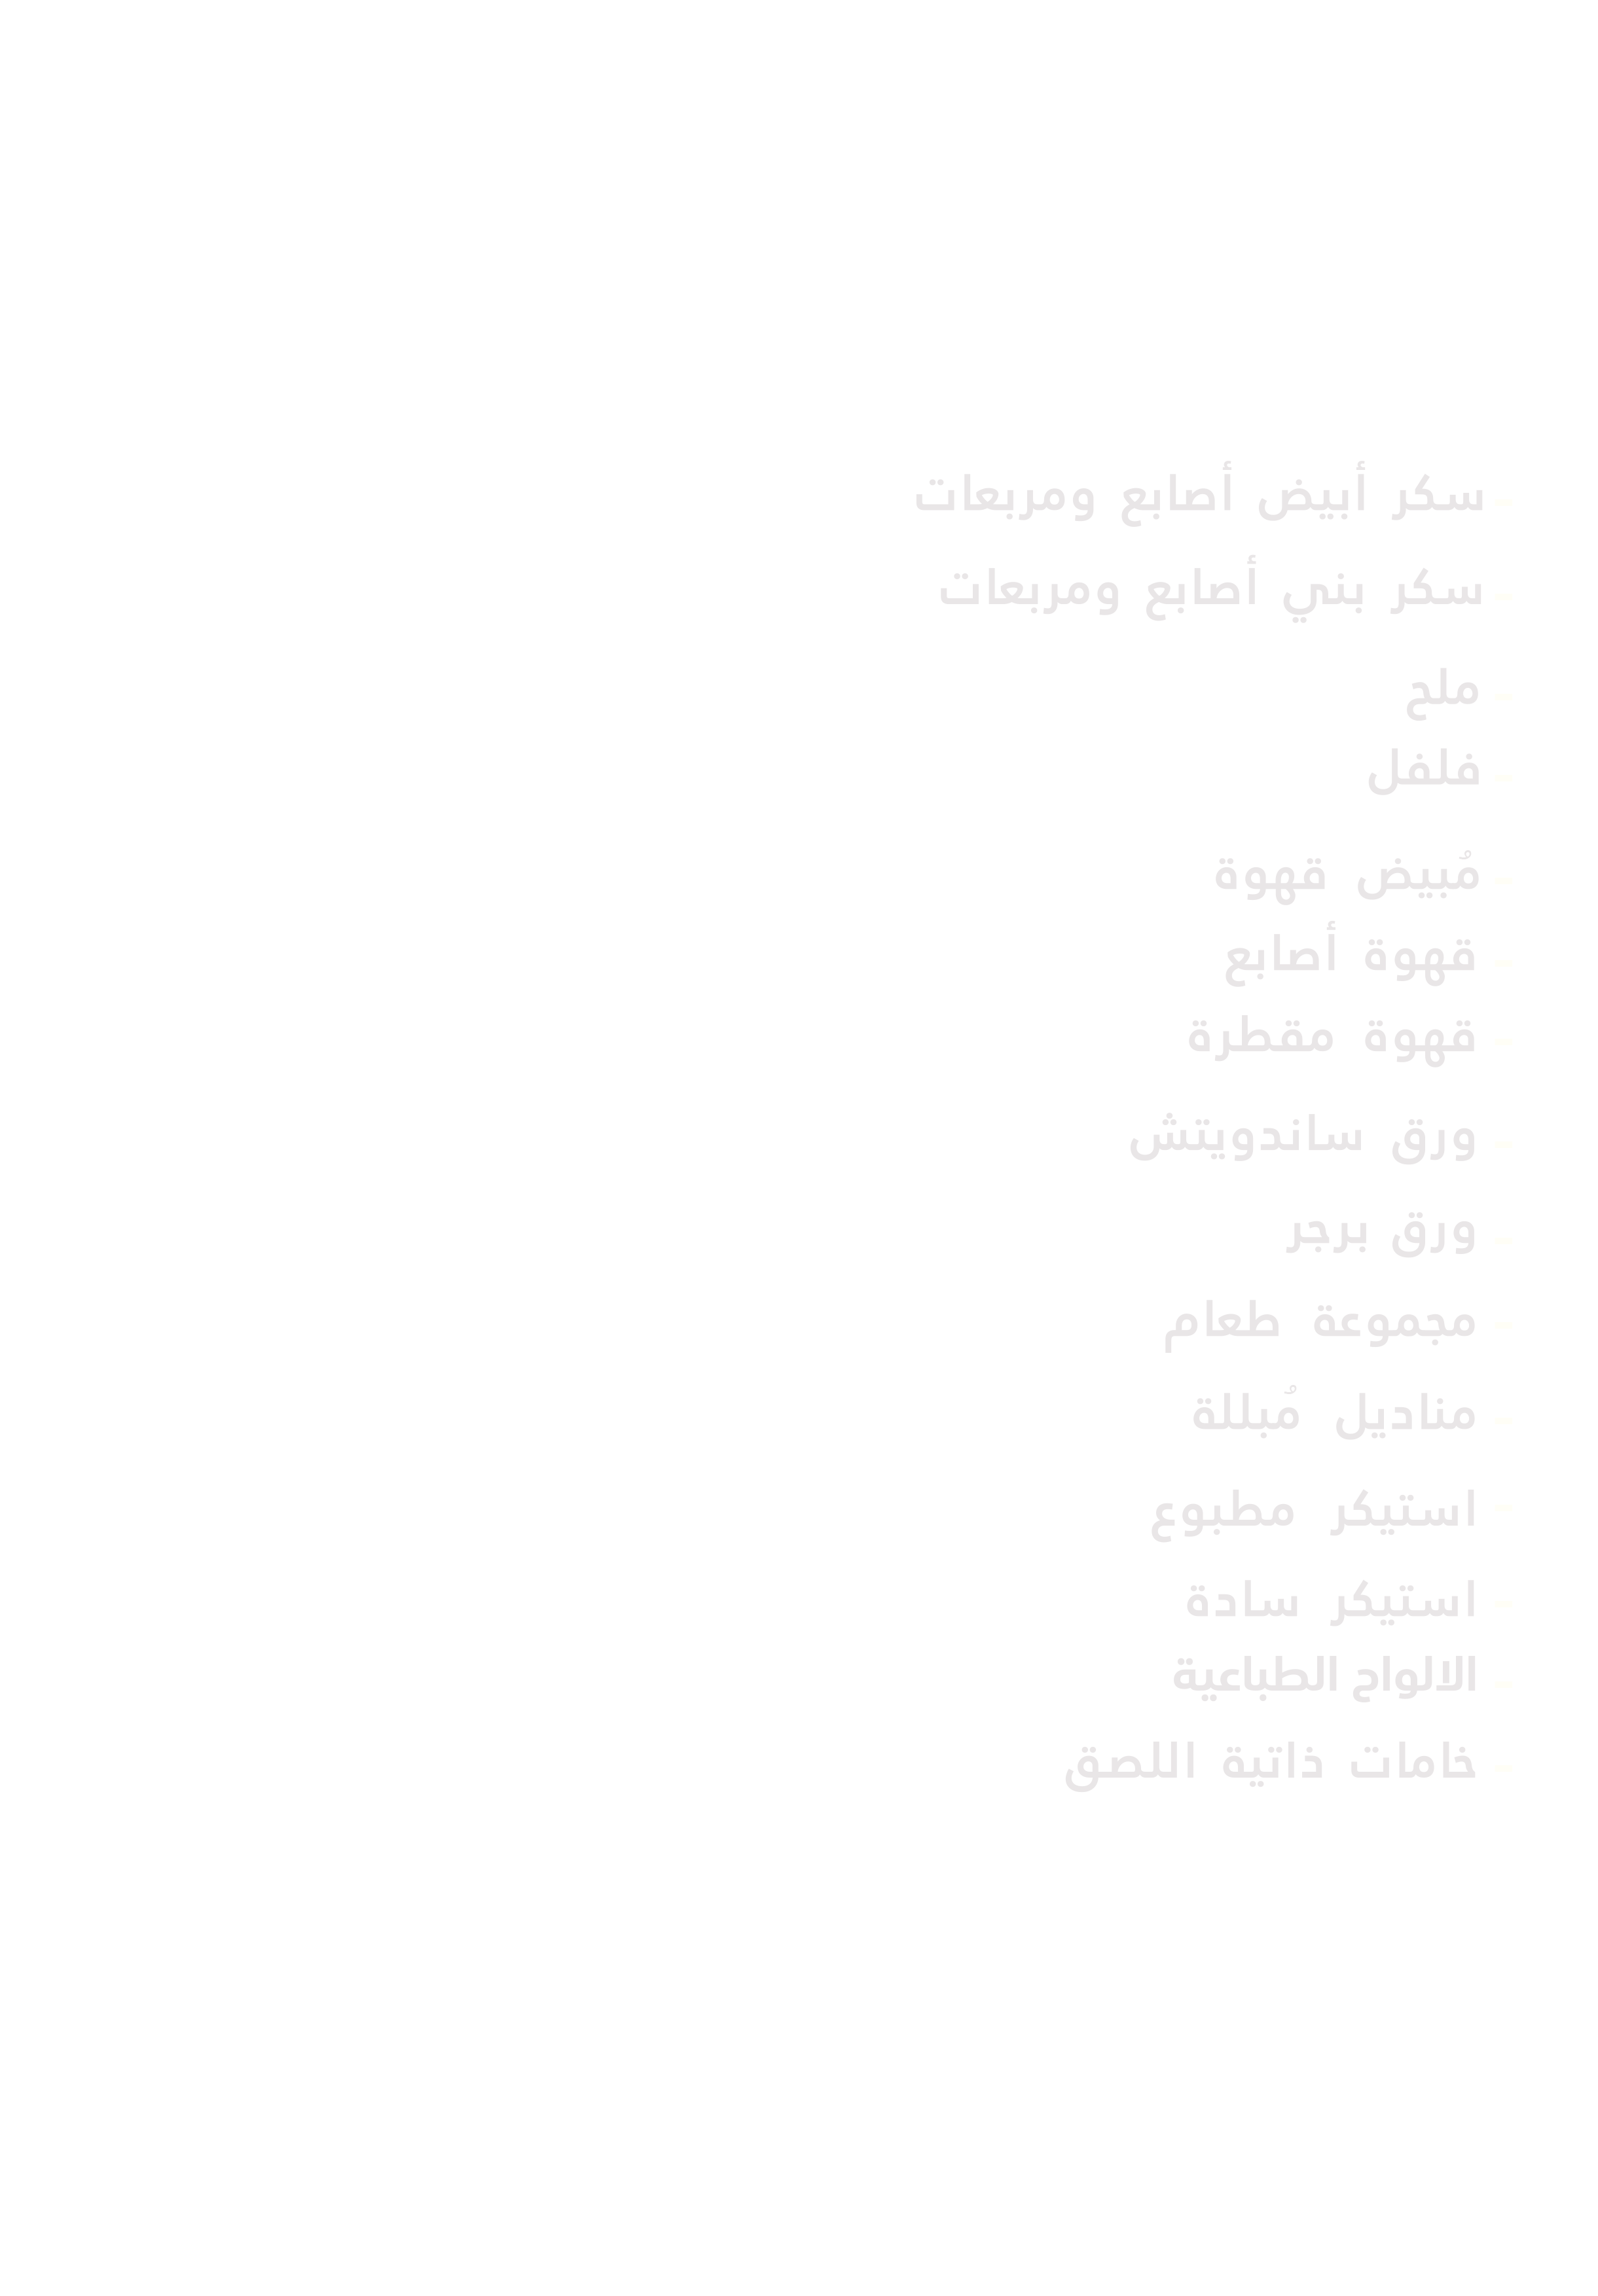 - سكر أبيض أصابع ومربعات
- سكر بني أصابع ومربعات
- ملح
- فلفل
- مُبيض قهوة
- قهوة أصابع
- قهوة مقطرة
- ورق ساندويتش
- ورق برجر
- مجموعة طعام
- مناديل مُبللة
- استيكر مطبوع
- استيكر سادة
- الالواح الطباعية
- خامات ذاتية اللصق